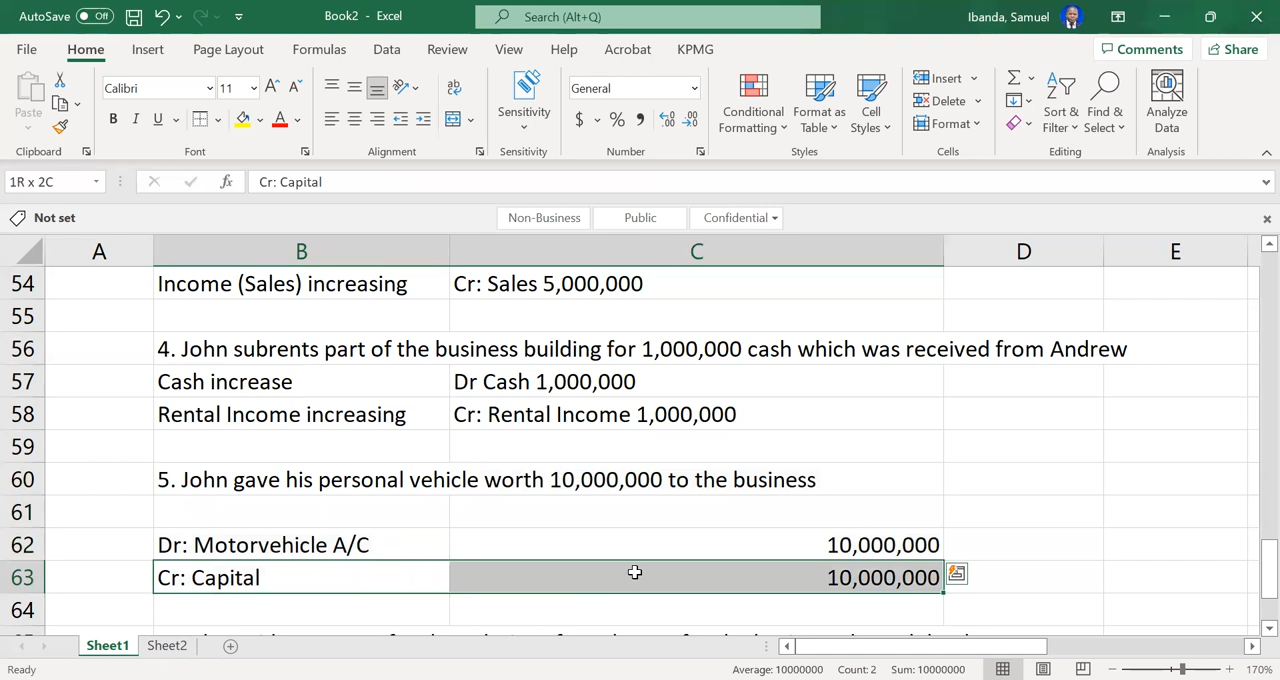 AutoSave Off Book2 - Excel Search (Alt+Q) Ibanda, Samuel
File Home Insert Page Layout Formulas Data Review View Help Acrobat KPMG Comments Share
Paste Calibri 11 General
B I U $ % Sensitivity Conditional Formatting Format as Table Cell Styles Insert Delete Format Sort & Filter Find & Select Analyze Data
Clipboard Font Alignment Sensitivity Number Styles Cells Editing Analysis
1R x 2C fx Cr: Capital
Not set Non-Business Public Confidential
A B C D E
54 Income (Sales) increasing Cr: Sales 5,000,000
55
56 4. John subrents part of the business building for 1,000,000 cash which was received from Andrew
57 Cash increase Dr Cash 1,000,000
58 Rental Income increasing Cr: Rental Income 1,000,000
59
60 5. John gave his personal vehicle worth 10,000,000 to the business
61
62 Dr: Motorvehicle A/C 10,000,000
63 Cr: Capital 10,000,000
64
Sheet1 Sheet2
Ready Average: 10000000 Count: 2 Sum: 10000000 170%